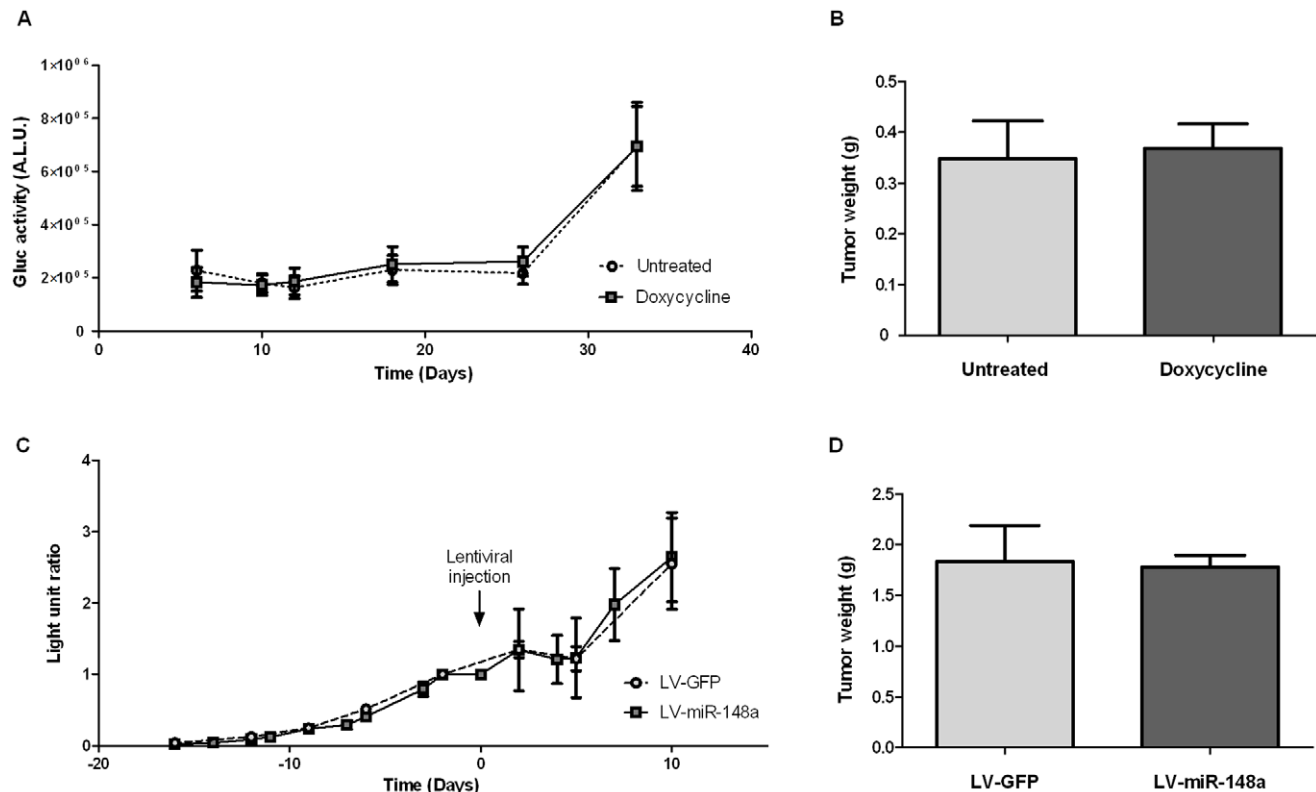 A
Gluc activity (A.L.U.)
1×10⁰⁶
8×10⁰⁵
6×10⁰⁵
4×10⁰⁵
2×10⁰⁵
0
0
10
20
30
40
Time (Days)
Untreated
Doxycycline
B
Tumor weight (g)
0.5
0.4
0.3
0.2
0.1
0
Untreated
Doxycycline
C
Light unit ratio
4
3
2
1
0
-20
-10
0
10
Time (Days)
Lentiviral
injection
LV-GFP
LV-miR-148a
D
Tumor weight (g)
2.5
2.0
1.5
1.0
0.5
0.0
LV-GFP
LV-miR-148a